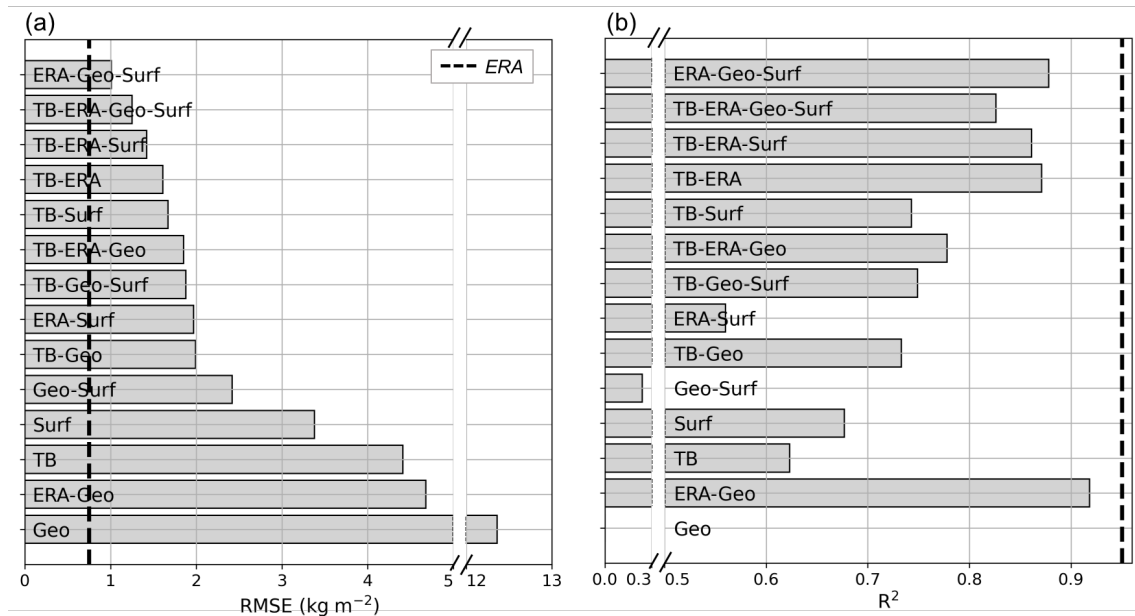 (a)
ERA
ERA-Geo-Surf
TB-ERA-Geo-Surf
TB-ERA-Surf
TB-ERA
TB-Surf
TB-ERA-Geo
TB-Geo-Surf
ERA-Surf
TB-Geo
Geo-Surf
Surf
TB
ERA-Geo
Geo
0 1 2 3 4 5 12 13
RMSE (kg m⁻²)
(b)
ERA-Geo-Surf
TB-ERA-Geo-Surf
TB-ERA-Surf
TB-ERA
TB-Surf
TB-ERA-Geo
TB-Geo-Surf
ERA-Surf
TB-Geo
Geo-Surf
Surf
TB
ERA-Geo
Geo
0.0 0.3 0.5 0.6 0.7 0.8 0.9
R²